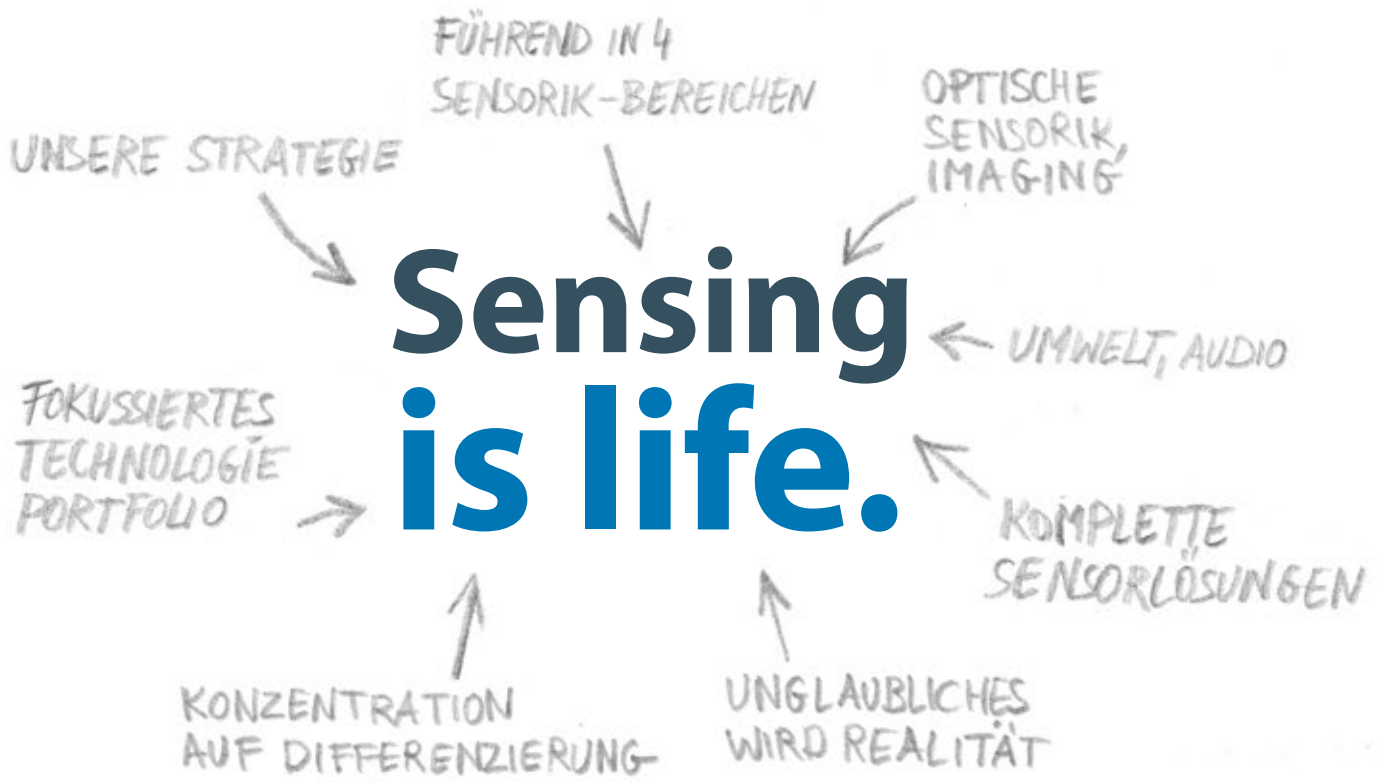 FÜHREND IN 4
SENSORIK-BEREICHEN
OPTISCHE
SENSORIK,
IMAGING
UNSERE STRATEGIE
Sensing
is life.
UMWELT, AUDIO
FOKUSSIERTES
TECHNOLOGIE
PORTFOLIO
KOMPLETTE
SENSORLÖSUNGEN
KONZENTRATION
AUF DIFFERENZIERUNG
UNGLAUBLICHES
WIRD REALITÄT